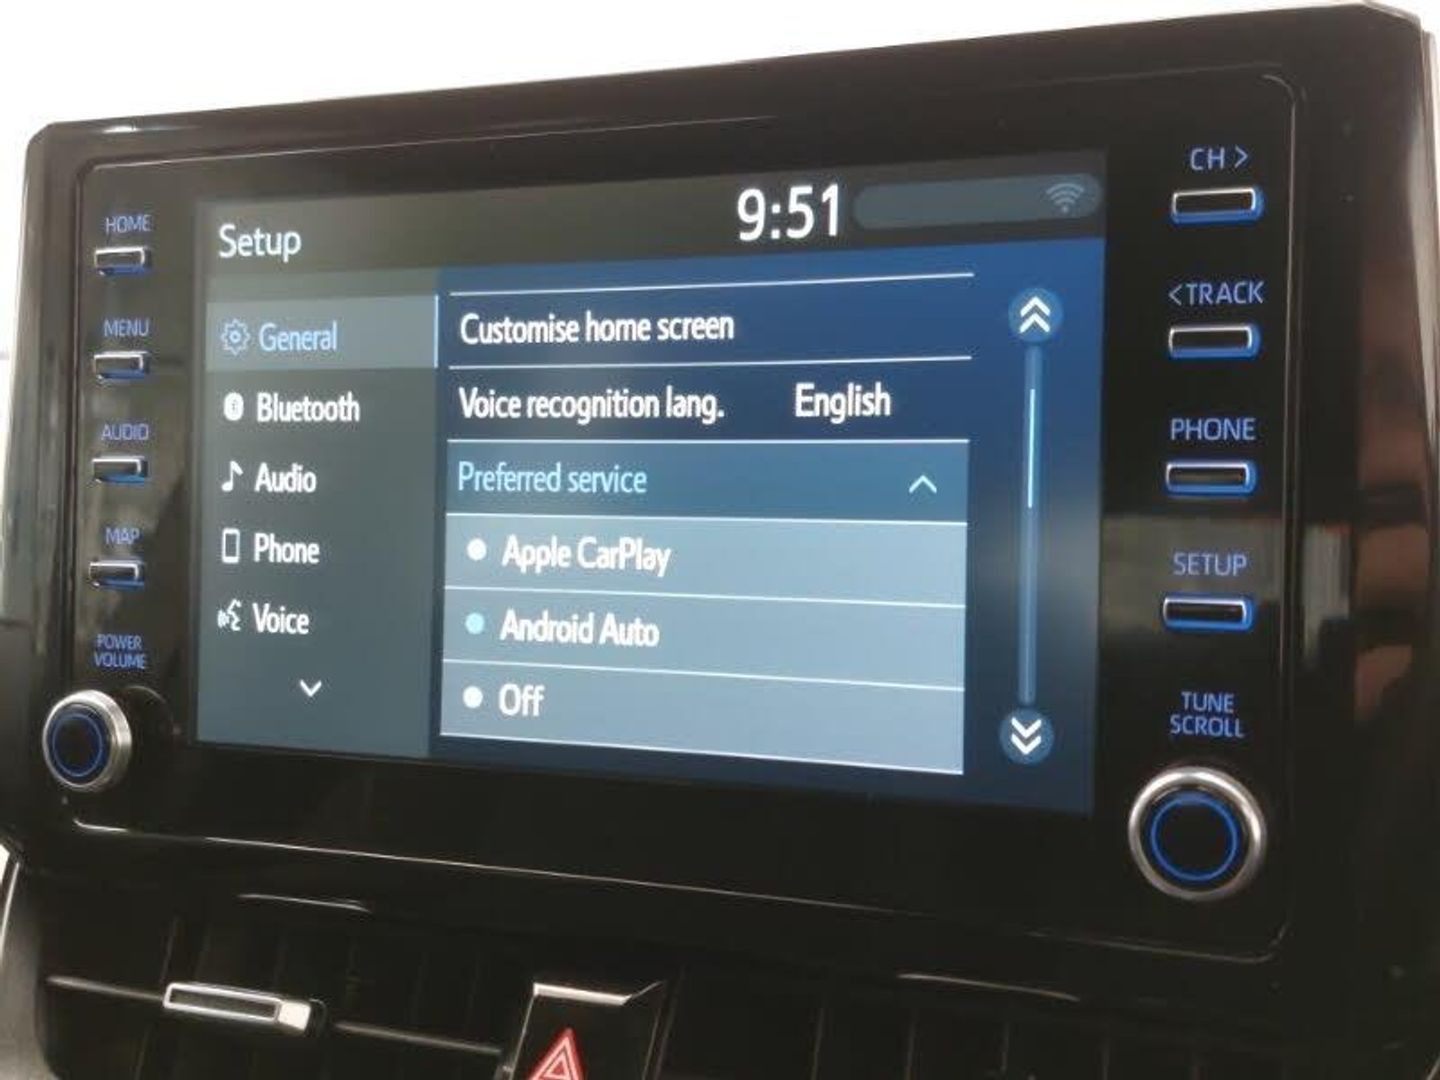 Setup
9:51
General
Bluetooth
Audio
Phone
Voice
Customise home screen
Voice recognition lang. English
Preferred service
Apple CarPlay
Android Auto
Off
HOME
MENU
AUDIO
MAP
POWER
VOLUME
CH >
<TRACK
PHONE
SETUP
TUNE
SCROLL